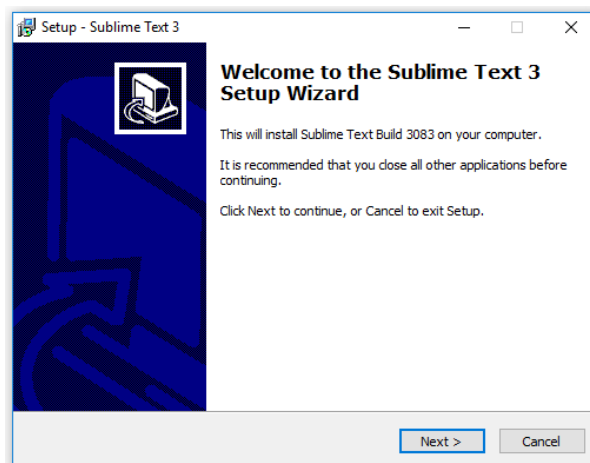 Setup - Sublime Text 3
Welcome to the Sublime Text 3
Setup Wizard
This will install Sublime Text Build 3083 on your computer.
It is recommended that you close all other applications before
continuing.
Click Next to continue, or Cancel to exit Setup.
Next >
Cancel